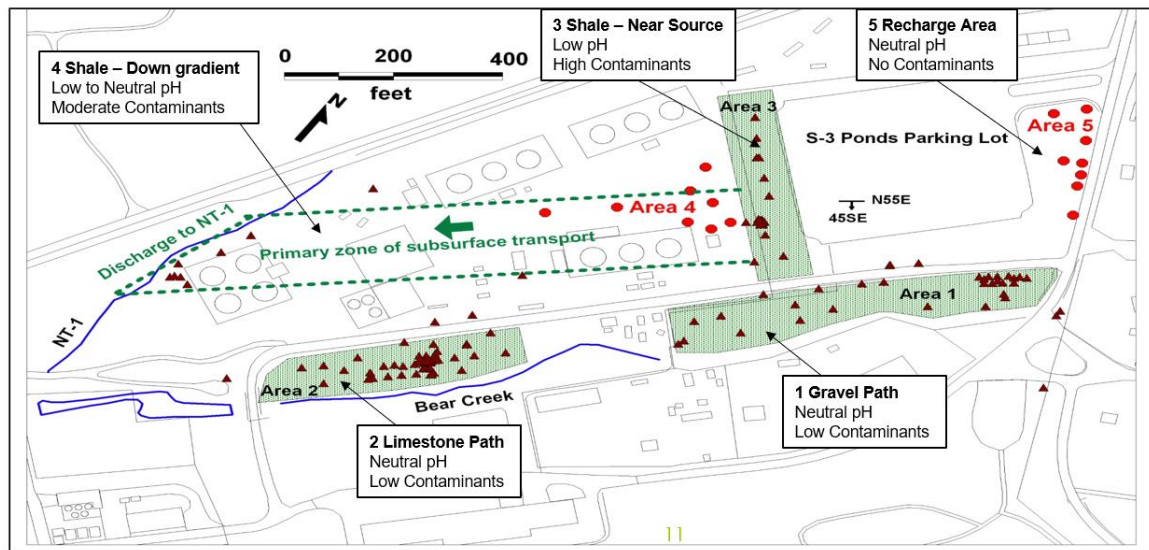 4 Shale – Down gradient
Low to Neutral pH
Moderate Contaminants
0 200 400
feet
N
3 Shale – Near Source
Low pH
High Contaminants
5 Recharge Area
Neutral pH
No Contaminants
Area 3
S-3 Ponds Parking Lot
Area 5
N55E
45SE
Area 4
Discharge to NT-1
Primary zone of subsurface transport
NT-1
Area 1
Area 2
Bear Creek
2 Limestone Path
Neutral pH
Low Contaminants
1 Gravel Path
Neutral pH
Low Contaminants
11